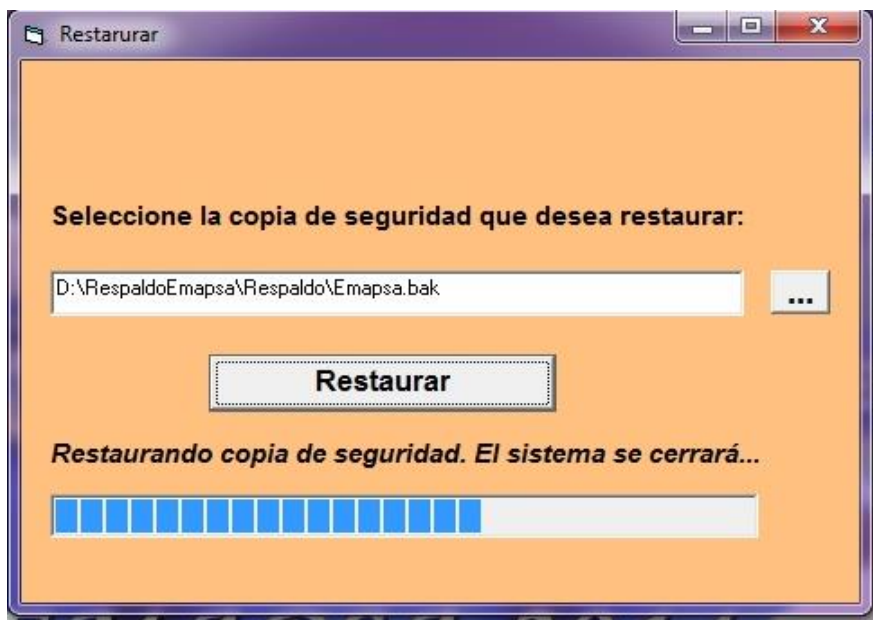 Restarurar
Seleccione la copia de seguridad que desea restaurar:
D:\RespaldoEmapsa\Respaldo\Emapsa.bak
...
Restaurar
Restaurando copia de seguridad. El sistema se cerrará...